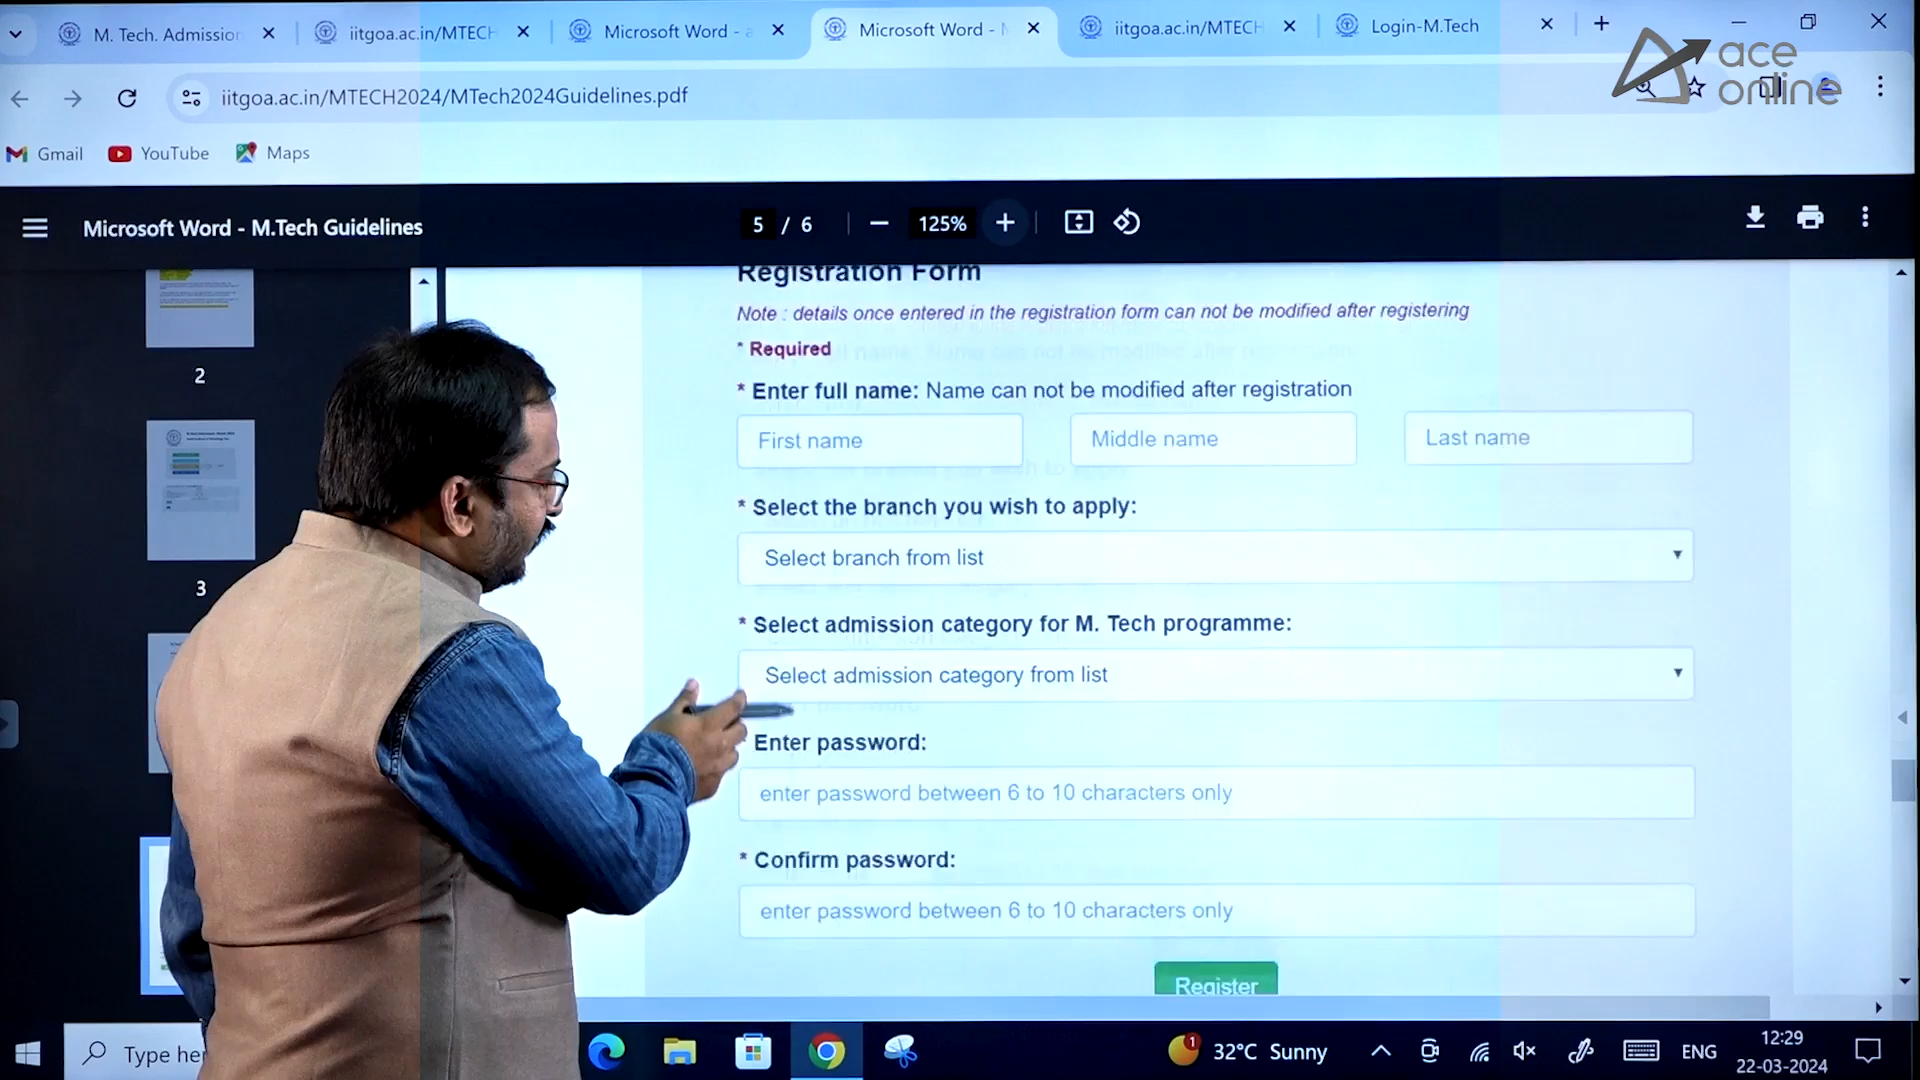 M. Tech. Admission
iitgoa.ac.in/MTECH
Microsoft Word - a
Microsoft Word - M
iitgoa.ac.in/MTECH
Login-M.Tech
ace
online
iitgoa.ac.in/MTECH2024/MTech2024Guidelines.pdf
Gmail
YouTube
Maps
Microsoft Word - M.Tech Guidelines
5 / 6
125%
2
3
Registration Form
Note : details once entered in the registration form can not be modified after registering
* Required
* Enter full name: Name can not be modified after registration
First name
Middle name
Last name
* Select the branch you wish to apply:
Select branch from list
* Select admission category for M. Tech programme:
Select admission category from list
Enter password:
enter password between 6 to 10 characters only
* Confirm password:
enter password between 6 to 10 characters only
Register
Type her
1
32°C Sunny
ENG
12:29
22-03-2024